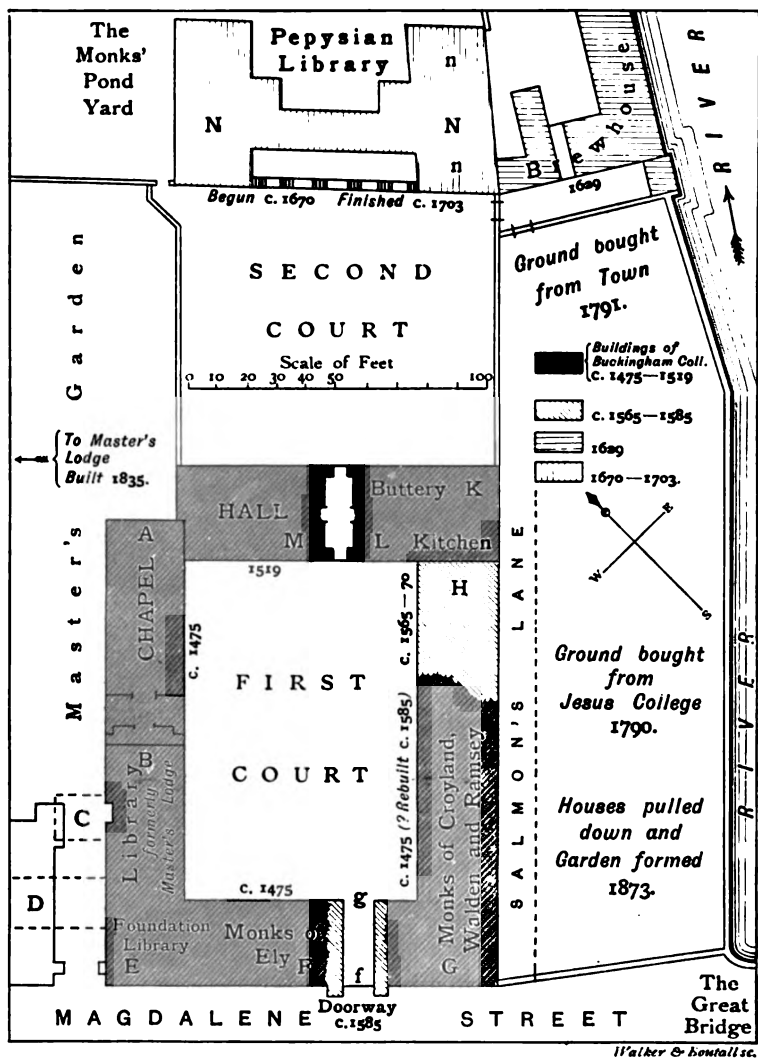 The
Monks'
Pond
Yard
Pepysian
Library
n
N
N
n
Brewhouse
1629
RIVER
Begun c. 1670 Finished c. 1703
Garden
SECOND
COURT
Scale of Feet
0 10 20 30 40 50 100
Ground bought
from Town
1791.
Buildings of
Buckingham Coll.
c. 1475—1519
c. 1565—1585
1629
1670—1703.
N
E
W
S
To Master's
Lodge
Built 1835.
Master's
HALL
Buttery K
M
L Kitchen
A
CHAPEL
1519
c. 1475
FIRST
COURT
c. 1565—70
H
c. 1475 (? Rebuilt c. 1585)
SALMON'S LANE
Ground bought
from
Jesus College
1790.
RIVER
B
Library
formerly
Master's Lodge
C
D
Monks of Croyland,
Walden and Ramsey
Houses pulled
down and
Garden formed
1873.
c. 1475
g
Foundation
Library
E
Monks of
Ely F
f
G
Doorway
c. 1585
MAGDALENE STREET
The
Great
Bridge
Walker & Boutall sc.